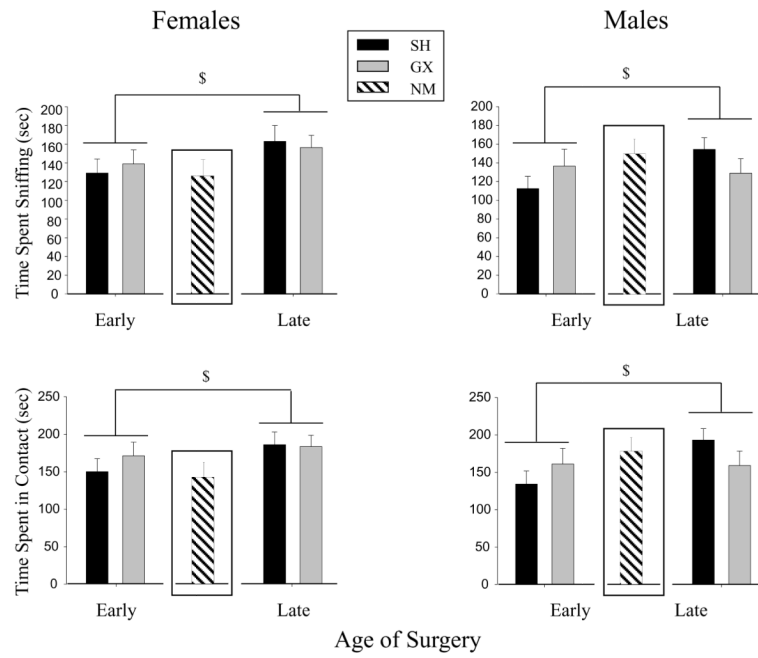 Females
Males
SH
GX
NM
$
$
Time Spent Sniffing (sec)
200
180
160
140
120
100
80
60
40
20
0
200
180
160
140
120
100
80
60
40
20
0
Early
Late
Early
Late
$
$
Time Spent in Contact (sec)
250
200
150
100
50
0
250
200
150
100
50
0
Early
Late
Early
Late
Age of Surgery